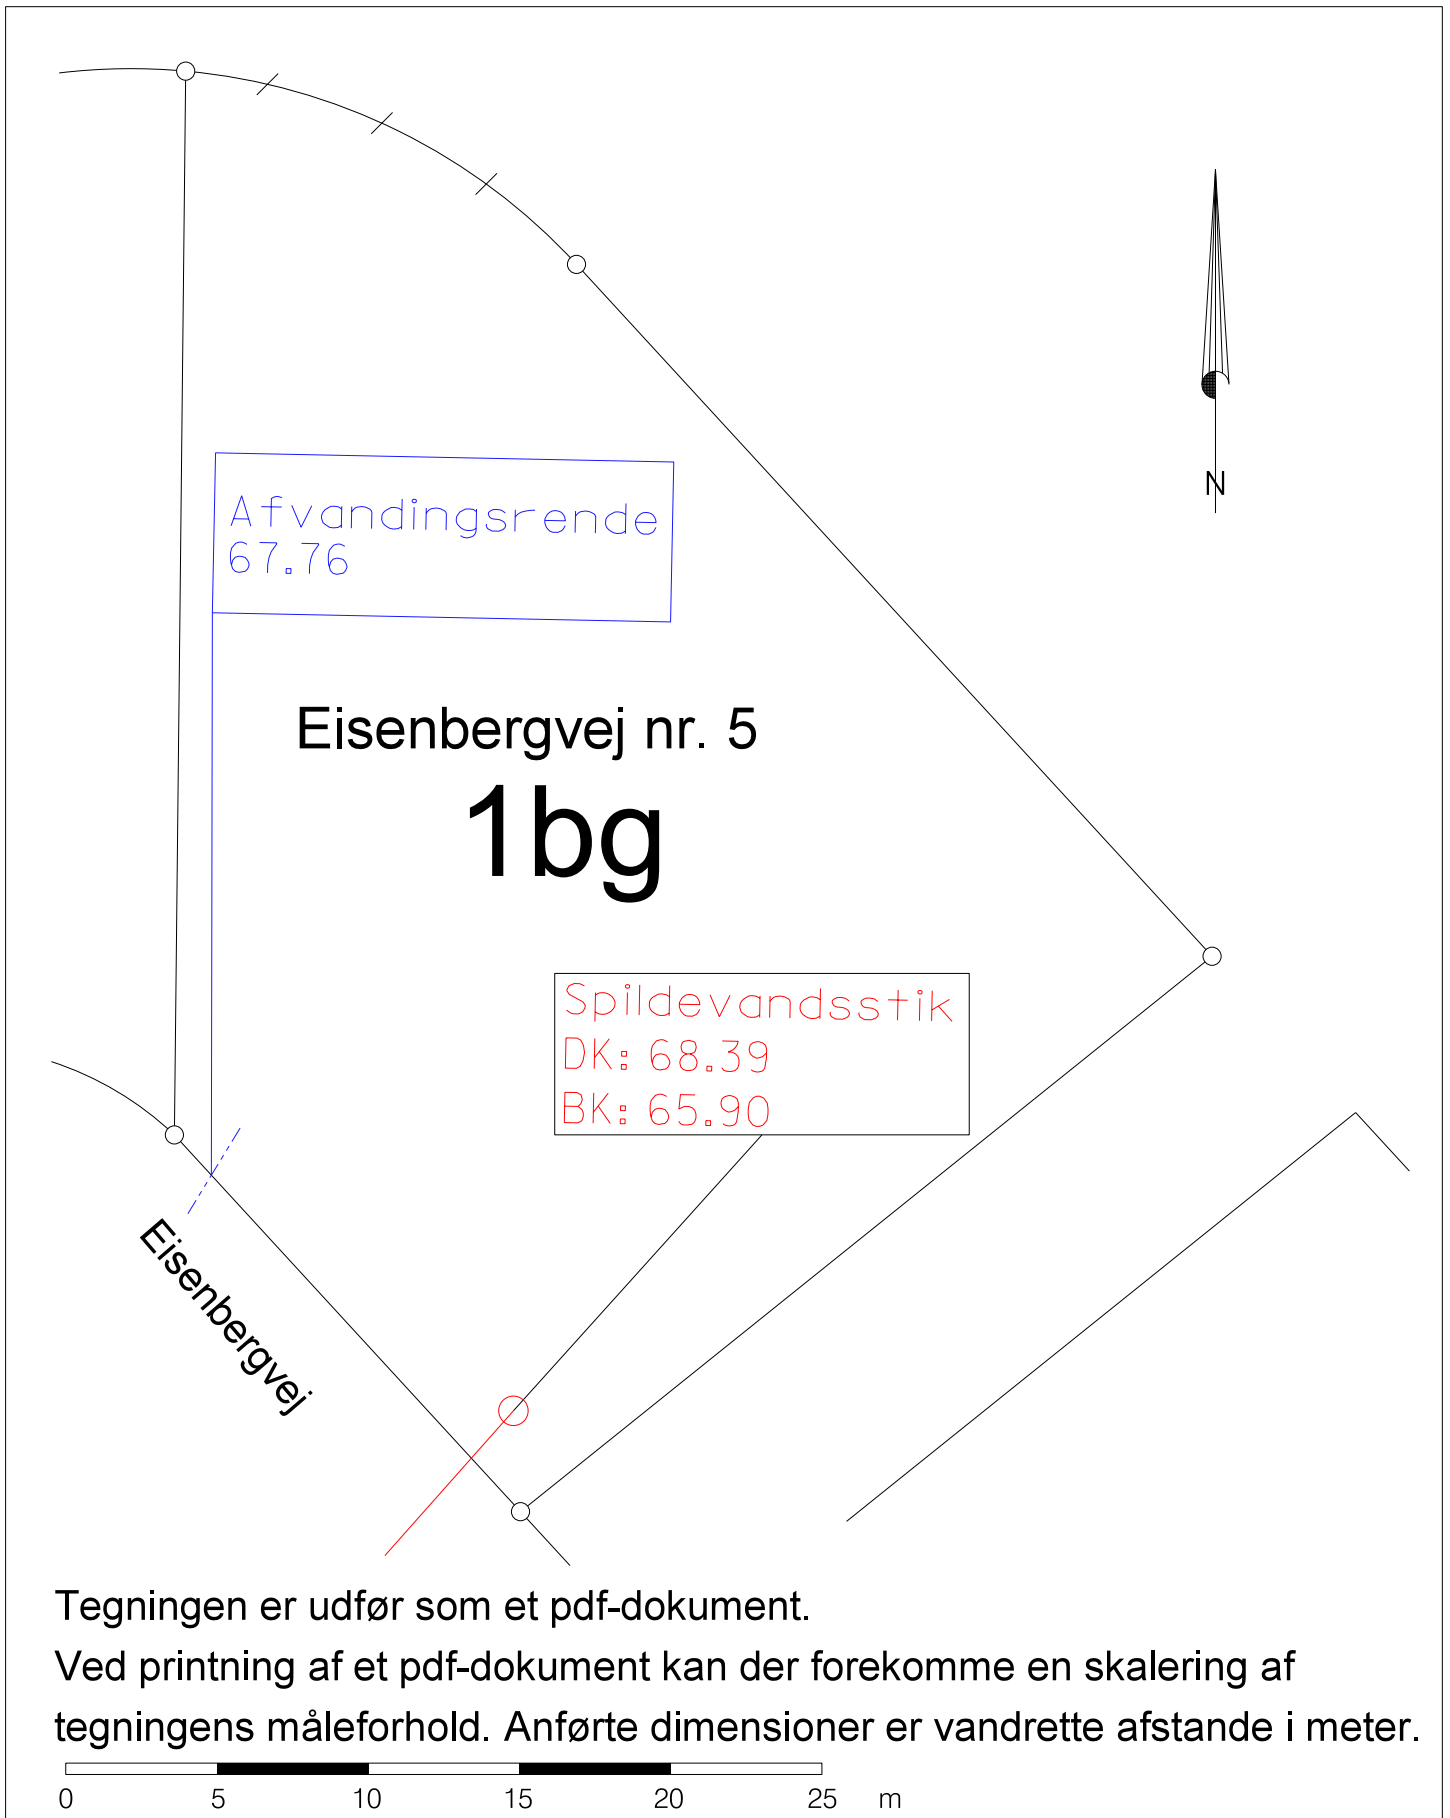 N
Afvandingsrende
67.76
Eisenbergvej nr. 5
1bg
Spildevandsstik
DK: 68.39
BK: 65.90
Eisenbergvej
Tegningen er udfør som et pdf-dokument.
Ved printning af et pdf-dokument kan der forekomme en skalering af
tegningens måleforhold. Anførte dimensioner er vandrette afstande i meter.
0 5 10 15 20 25 m